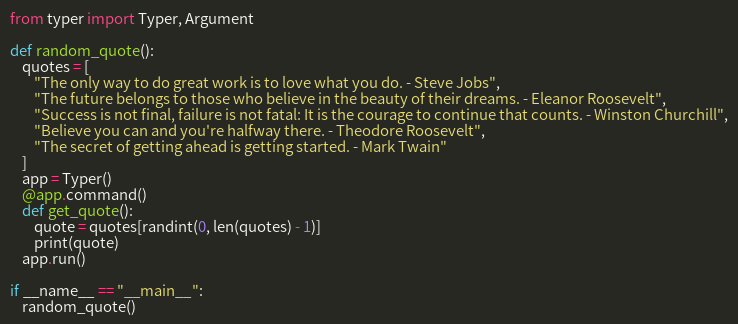 from typer import Typer, Argument

def random_quote():
    quotes = [
        "The only way to do great work is to love what you do. - Steve Jobs",
        "The future belongs to those who believe in the beauty of their dreams. - Eleanor Roosevelt",
        "Success is not final, failure is not fatal: It is the courage to continue that counts. - Winston Churchill",
        "Believe you can and you're halfway there. - Theodore Roosevelt",
        "The secret of getting ahead is getting started. - Mark Twain"
    ]
    app = Typer()
    @app.command()
    def get_quote():
        quote = quotes[randint(0, len(quotes) - 1)]
        print(quote)
    app.run()

if __name__ == "__main__":
    random_quote()